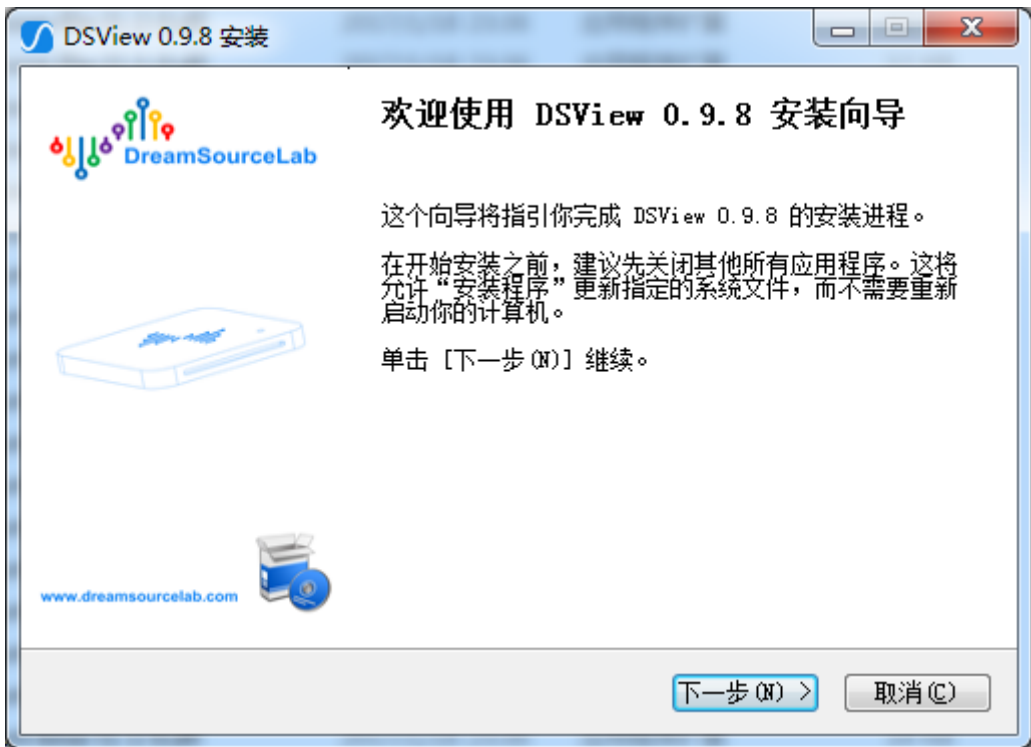 DSView 0.9.8 安装
欢迎使用 DSView 0.9.8 安装向导
DreamSourceLab
这个向导将指引你完成 DSView 0.9.8 的安装进程。
在开始安装之前，建议先关闭其他所有应用程序。这将
允许“安装程序”更新指定的系统文件，而不需要重新
启动你的计算机。
单击 [下一步(N)] 继续。
www.dreamsourcelab.com
下一步(N) >
取消(C)